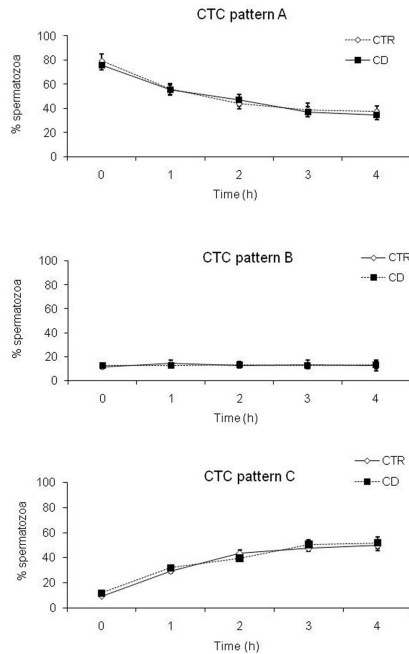 CTC pattern A
CTR
CD
100
80
60
40
20
0
% spermatozoa
0 1 2 3 4
Time (h)
CTC pattern B
CTR
CD
100
80
60
40
20
0
% spermatozoa
0 1 2 3 4
Time (h)
CTC pattern C
CTR
CD
100
80
60
40
20
0
% spermatozoa
0 1 2 3 4
Time (h)